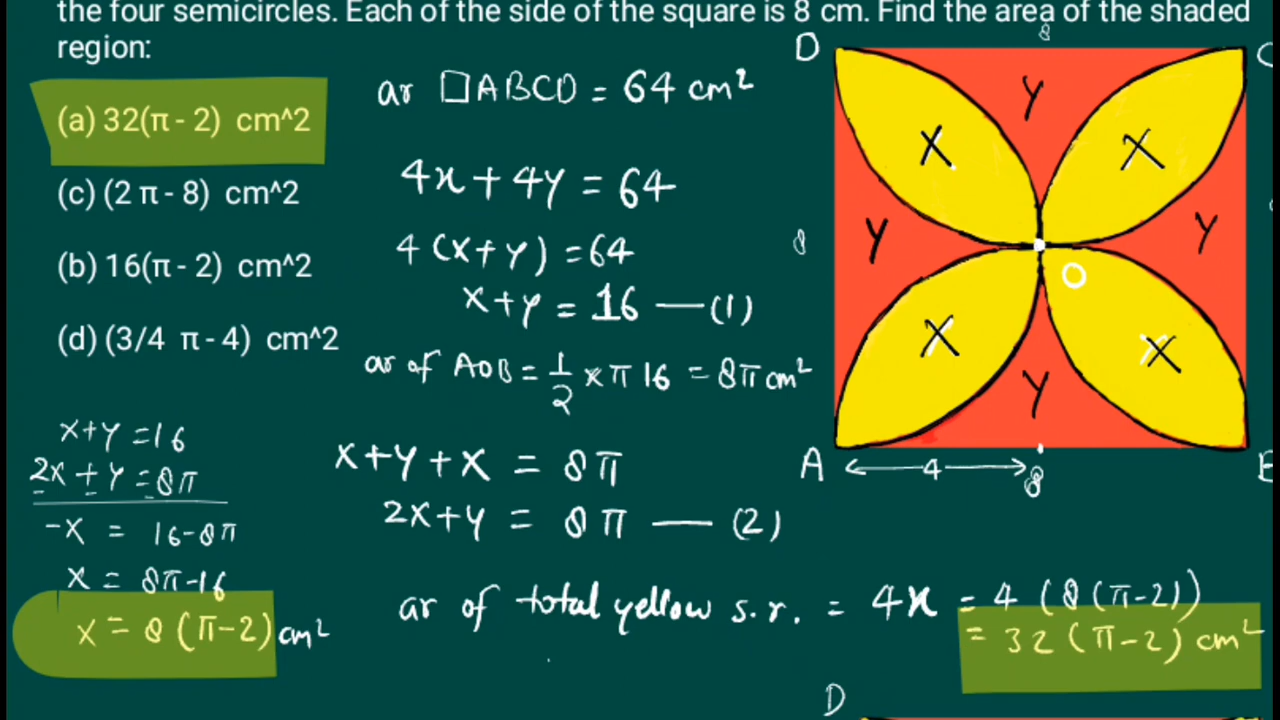 the four semicircles. Each of the side of the square is 8 cm. Find the area of the shaded
region:
(a) 32(π - 2) cm^2
(c) (2 π - 8) cm^2
(b) 16(π - 2) cm^2
(d) (3/4 π - 4) cm^2
x+y =16
2x + y =8π
- - -
-x = 16-8π
x = 8π-16
x = 8 (π-2) cm²
ar □ABCD = 64 cm²
4x + 4y = 64
4 (x+y) =64
x+y = 16 —(1)
ar of AOB = 1/2 × π 16 = 8π cm²
x+y+x = 8π
2x+y = 8π — (2)
ar of total yellow s.r. = 4x = 4 (8 (π-2))
= 32 (π-2) cm²
D 8 C
X Y X
8 Y Y
O
X Y X
A 4 B
8
D